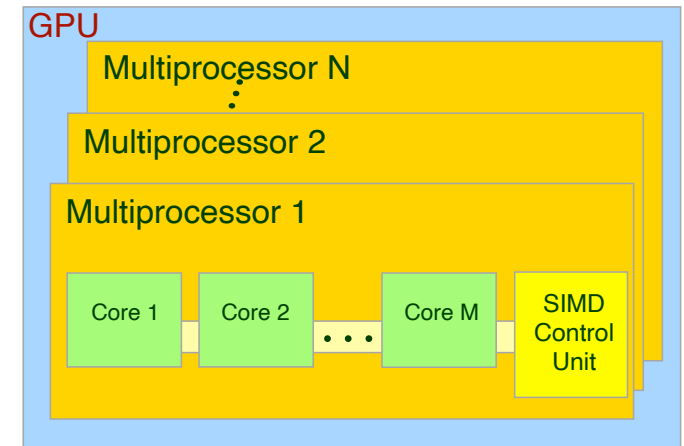 GPU
Multiprocessor N
Multiprocessor 2
Multiprocessor 1
Core 1
Core 2
...
Core M
SIMD
Control
Unit